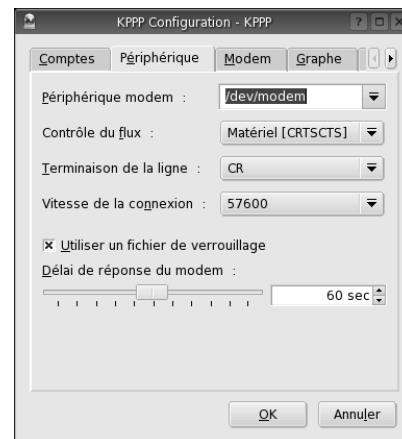 KPPP Configuration - KPPP
Comptes Périphérique Modem Graphe
Périphérique modem : /dev/modem
Contrôle du flux : Matériel [CRTSCTS]
Terminaison de la ligne : CR
Vitesse de la connexion : 57600
Utiliser un fichier de verrouillage
Délai de réponse du modem :
60 sec
OK Annuler